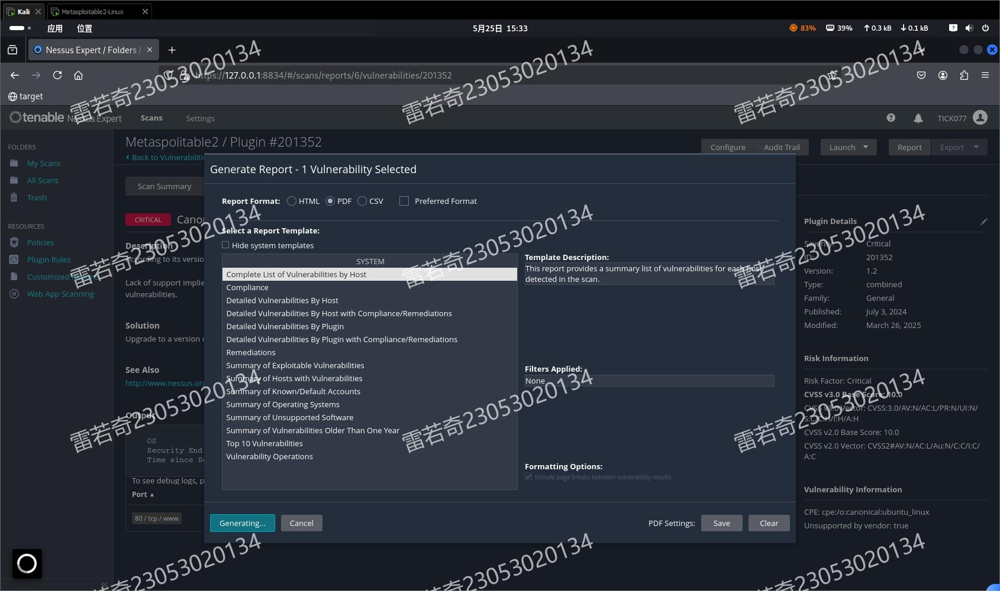 Kali
Metasploitable2-Linux
应用
位置
5月25日 15:33
83%
39%
0.3 kB
0.1 kB
Nessus Expert / Folders /
https://127.0.0.1:8834/#/scans/reports/6/vulnerabilities/201352
target
tenable Nessus Expert
Scans
Settings
TICK077
FOLDERS
My Scans
All Scans
Trash
RESOURCES
Policies
Plugin Rules
Customized Reports
Web App Scanning
Metaspolitable2 / Plugin #201352
Back to Vulnerabiliti
Configure
Audit Trail
Launch
Report
Export
Scan Summary
CRITICAL
Canon
Description
According to its versio
Lack of support implie
vulnerabilities.
Solution
Upgrade to a version o
See Also
http://www.nessus.or
Output
OS
Security End
Time since Se
To see debug logs, p
Port
80 / tcp / www
Generate Report - 1 Vulnerability Selected
Report Format:
HTML
PDF
CSV
Preferred Format
Select a Report Template:
Hide system templates
SYSTEM
Complete List of Vulnerabilities by Host
Compliance
Detailed Vulnerabilities By Host
Detailed Vulnerabilities By Host with Compliance/Remediations
Detailed Vulnerabilities By Plugin
Detailed Vulnerabilities By Plugin with Compliance/Remediations
Remediations
Summary of Exploitable Vulnerabilities
Summary of Hosts with Vulnerabilities
Summary of Known/Default Accounts
Summary of Operating Systems
Summary of Unsupported Software
Summary of Vulnerabilities Older Than One Year
Top 10 Vulnerabilities
Vulnerability Operations
Template Description:
This report provides a summary list of vulnerabilities for each host
detected in the scan.
Filters Applied:
None
Formatting Options:
Include page breaks between vulnerability results
Generating...
Cancel
PDF Settings:
Save
Clear
Plugin Details
Severity: Critical
ID: 201352
Version: 1.2
Type: combined
Family: General
Published: July 3, 2024
Modified: March 26, 2025
Risk Information
Risk Factor: Critical
CVSS v3.0 Base Score: 10.0
CVSS v3.0 Vector: CVSS:3.0/AV:N/AC:L/PR:N/UI:N/
S:C/C:H/I:H/A:H
CVSS v2.0 Base Score: 10.0
CVSS v2.0 Vector: CVSS2#AV:N/AC:L/Au:N/C:C/I:C/
A:C
Vulnerability Information
CPE: cpe:/o:canonical:ubuntu_linux
Unsupported by vendor: true
雷若奇23053020134
雷若奇23053020134
雷若奇23053020134
雷若奇23053020134
雷若奇23053020134
雷若奇23053020134
雷若奇23053020134
雷若奇23053020134
雷若奇23053020134
雷若奇23053020134
雷若奇23053020134
雷若奇23053020134